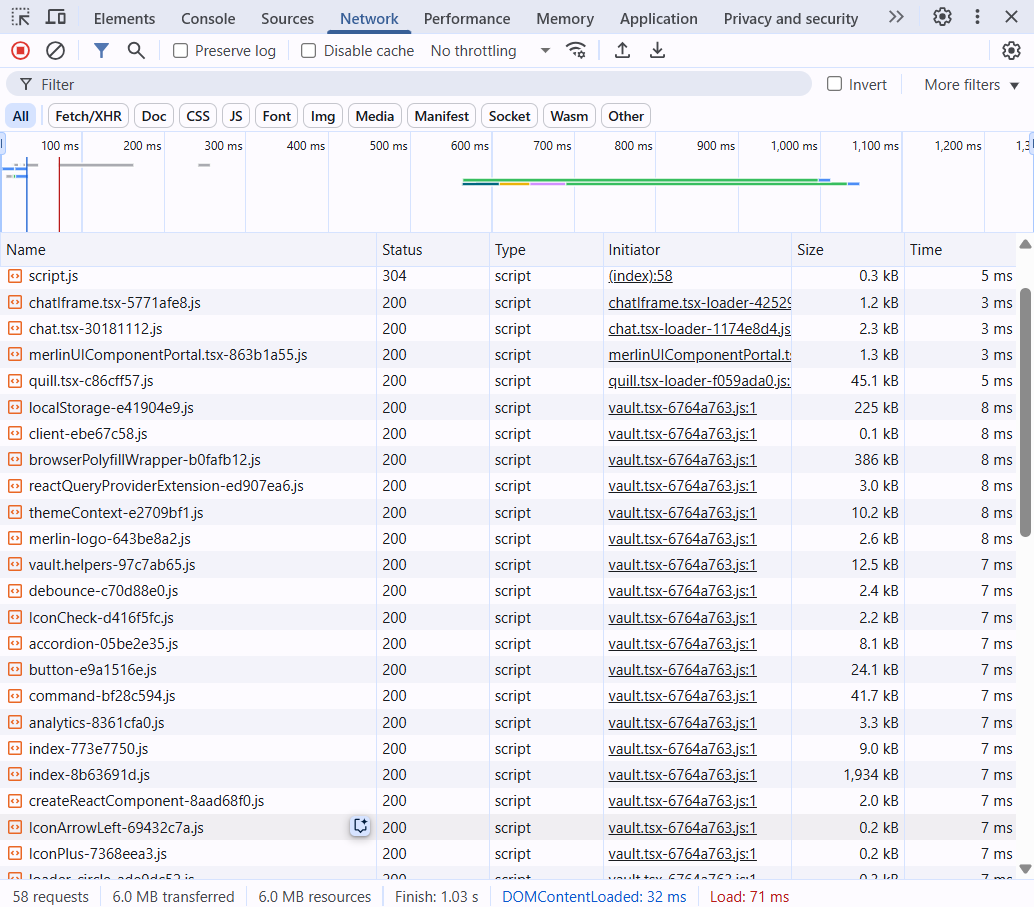 Elements Console Sources Network Performance Memory Application Privacy and security
Preserve log Disable cache No throttling
Filter Invert More filters
All Fetch/XHR Doc CSS JS Font Img Media Manifest Socket Wasm Other
100 ms 200 ms 300 ms 400 ms 500 ms 600 ms 700 ms 800 ms 900 ms 1,000 ms 1,100 ms 1,200 ms 1,3
Name Status Type Initiator Size Time
script.js 304 script (index):58 0.3 kB 5 ms
chatIframe.tsx-5771afe8.js 200 script chatIframe.tsx-loader-42529 1.2 kB 3 ms
chat.tsx-30181112.js 200 script chat.tsx-loader-1174e8d4.js 2.3 kB 3 ms
merlinUIComponentPortal.tsx-863b1a55.js 200 script merlinUIComponentPortal.ts 1.3 kB 3 ms
quill.tsx-c86cff57.js 200 script quill.tsx-loader-f059ada0.js: 45.1 kB 5 ms
localStorage-e41904e9.js 200 script vault.tsx-6764a763.js:1 225 kB 8 ms
client-ebe67c58.js 200 script vault.tsx-6764a763.js:1 0.1 kB 8 ms
browserPolyfillWrapper-b0fafb12.js 200 script vault.tsx-6764a763.js:1 386 kB 8 ms
reactQueryProviderExtension-ed907ea6.js 200 script vault.tsx-6764a763.js:1 3.0 kB 8 ms
themeContext-e2709bf1.js 200 script vault.tsx-6764a763.js:1 10.2 kB 8 ms
merlin-logo-643be8a2.js 200 script vault.tsx-6764a763.js:1 2.6 kB 8 ms
vault.helpers-97c7ab65.js 200 script vault.tsx-6764a763.js:1 12.5 kB 7 ms
debounce-c70d88e0.js 200 script vault.tsx-6764a763.js:1 2.4 kB 7 ms
IconCheck-d416f5fc.js 200 script vault.tsx-6764a763.js:1 2.2 kB 7 ms
accordion-05be2e35.js 200 script vault.tsx-6764a763.js:1 8.1 kB 7 ms
button-e9a1516e.js 200 script vault.tsx-6764a763.js:1 24.1 kB 7 ms
command-bf28c594.js 200 script vault.tsx-6764a763.js:1 41.7 kB 7 ms
analytics-8361cfa0.js 200 script vault.tsx-6764a763.js:1 3.3 kB 7 ms
index-773e7750.js 200 script vault.tsx-6764a763.js:1 9.0 kB 7 ms
index-8b63691d.js 200 script vault.tsx-6764a763.js:1 1,934 kB 7 ms
createReactComponent-8aad68f0.js 200 script vault.tsx-6764a763.js:1 2.0 kB 7 ms
IconArrowLeft-69432c7a.js 200 script vault.tsx-6764a763.js:1 0.2 kB 7 ms
IconPlus-7368eea3.js 200 script vault.tsx-6764a763.js:1 0.2 kB 7 ms
58 requests 6.0 MB transferred 6.0 MB resources Finish: 1.03 s DOMContentLoaded: 32 ms Load: 71 ms